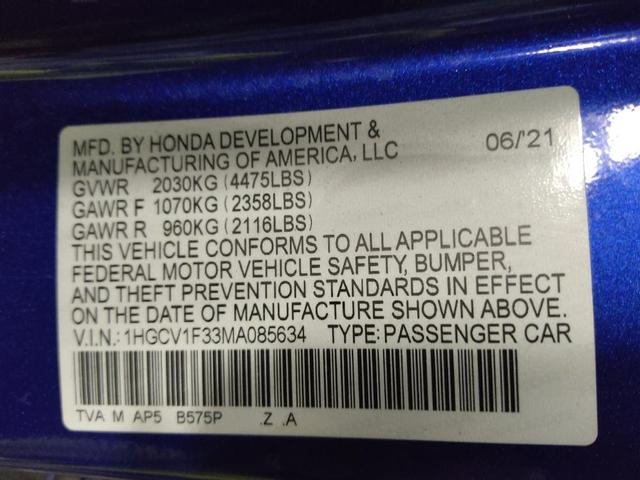 MFD. BY HONDA DEVELOPMENT &
MANUFACTURING OF AMERICA, LLC 06/'21
GVWR 2030KG (4475LBS)
GAWR F 1070KG (2358LBS)
GAWR R 960KG (2116LBS)
THIS VEHICLE CONFORMS TO ALL APPLICABLE
FEDERAL MOTOR VEHICLE SAFETY, BUMPER,
AND THEFT PREVENTION STANDARDS IN EFFECT
ON THE DATE OF MANUFACTURE SHOWN ABOVE.
V.I.N.: 1HGCV1F33MA085634 TYPE: PASSENGER CAR
TVA M AP5 B575P .Z .A